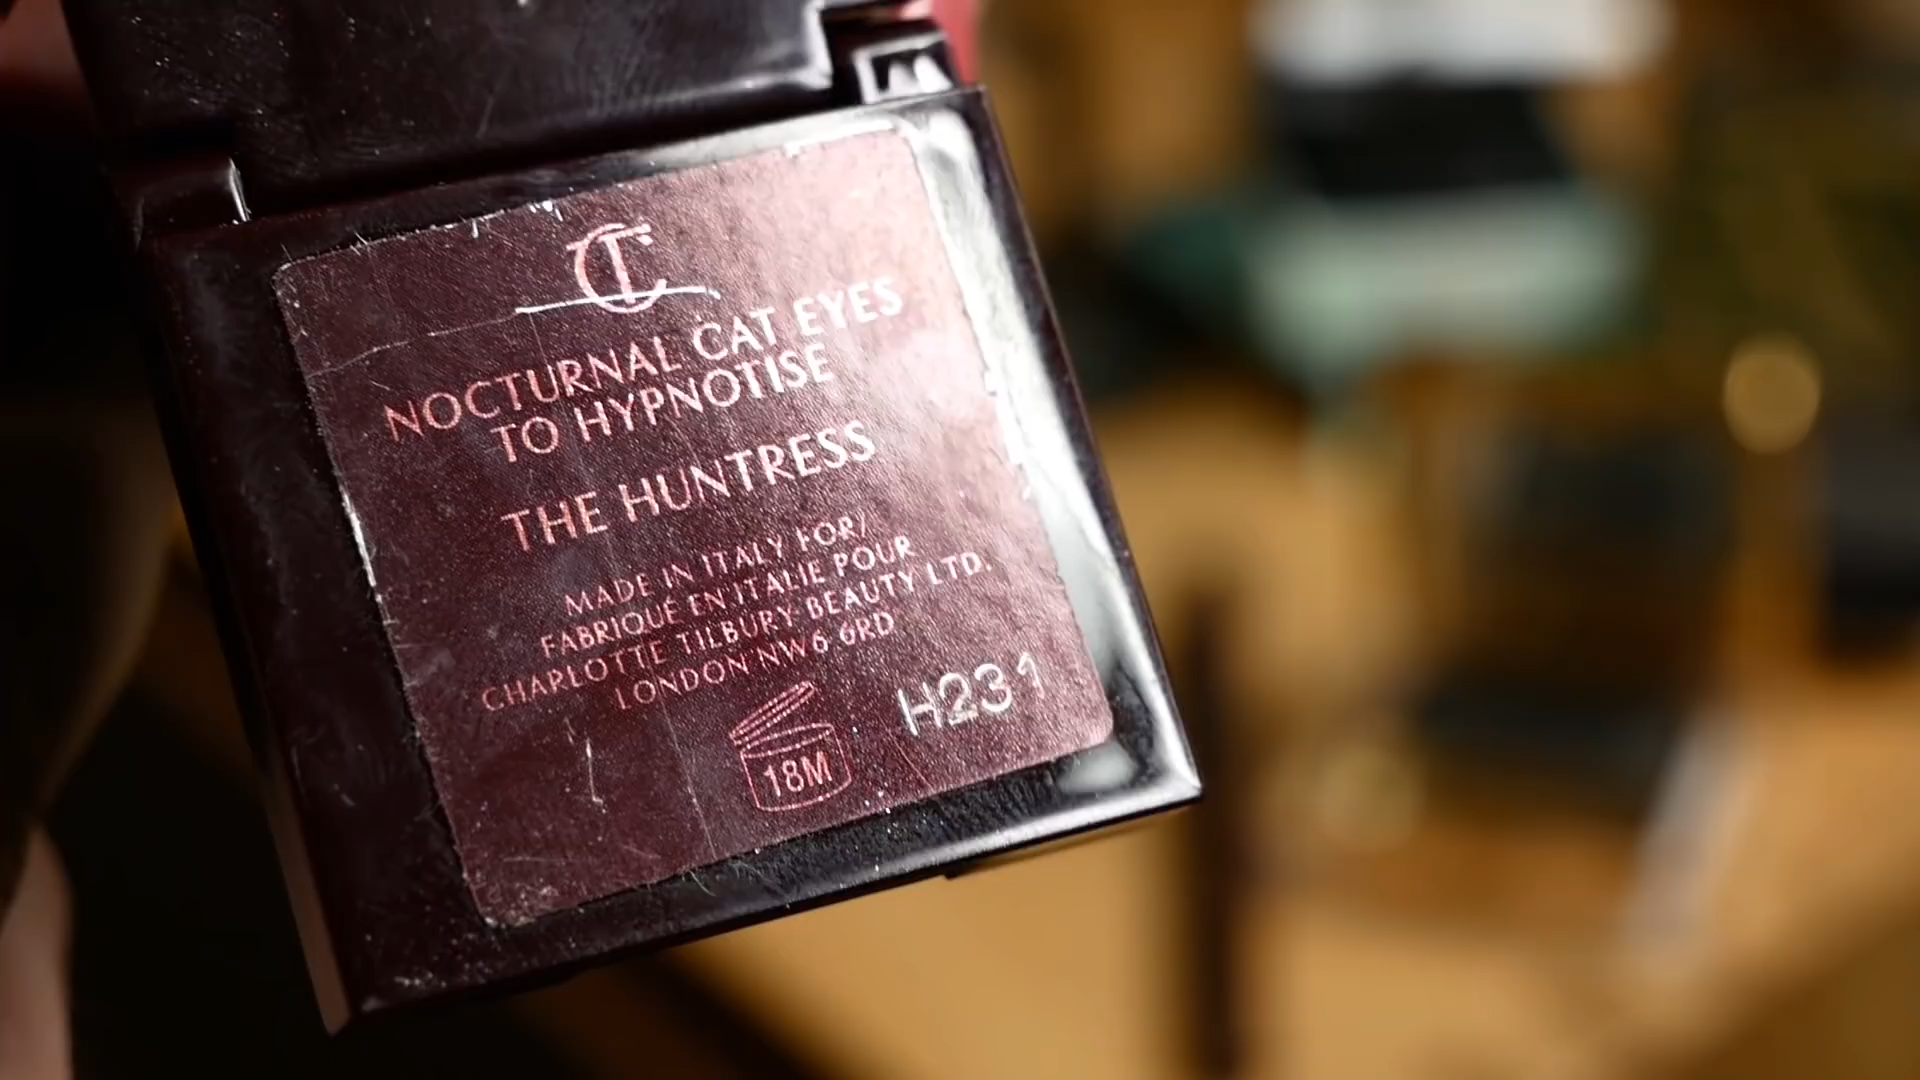 CT
NOCTURNAL CAT EYES
TO HYPNOTISE
THE HUNTRESS
MADE IN ITALY FOR/
FABRIQUÉ EN ITALIE POUR
CHARLOTTE TILBURY BEAUTY LTD.
LONDON NW6 6RD
18M
H231